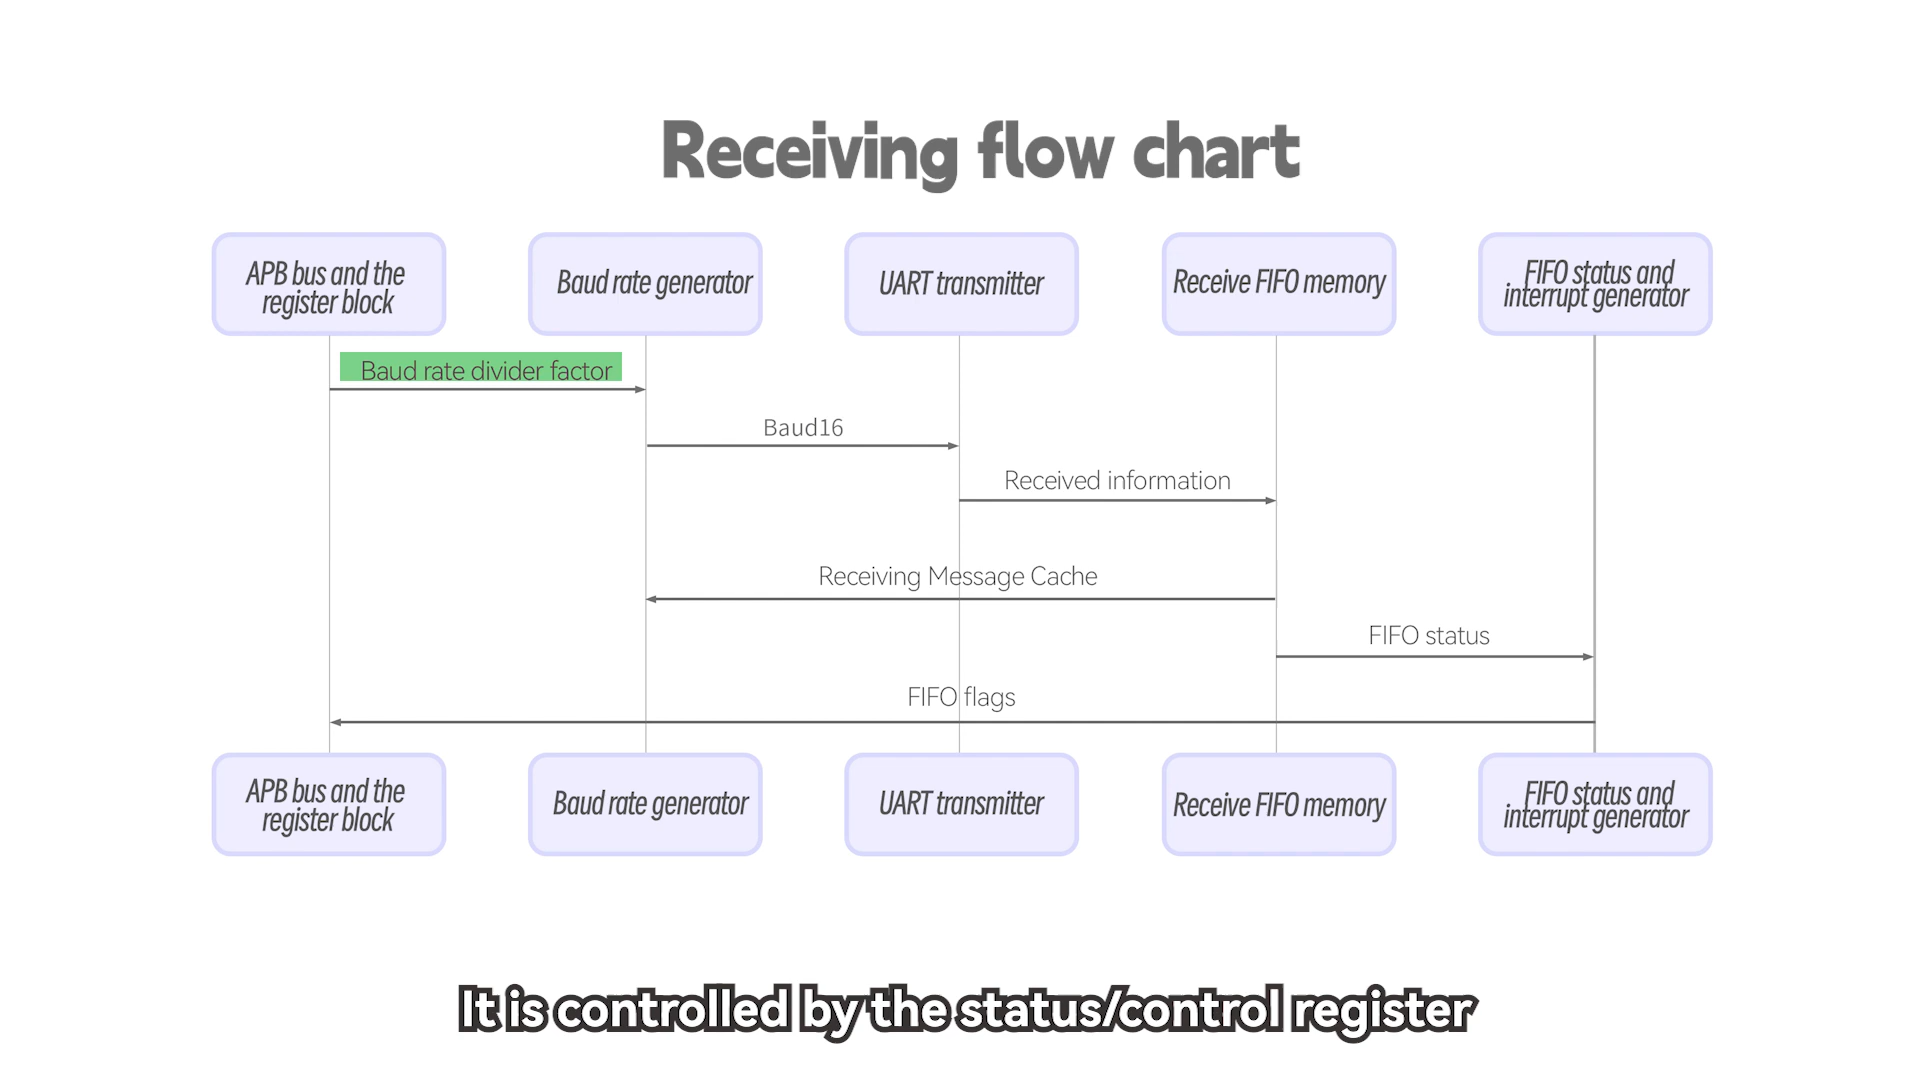 Receiving flow chart
APB bus and the
register block
Baud rate generator
UART transmitter
Receive FIFO memory
FIFO status and
interrupt generator
Baud rate divider factor
Baud16
Received information
Receiving Message Cache
FIFO status
FIFO flags
APB bus and the
register block
Baud rate generator
UART transmitter
Receive FIFO memory
FIFO status and
interrupt generator
It is controlled by the status/control register